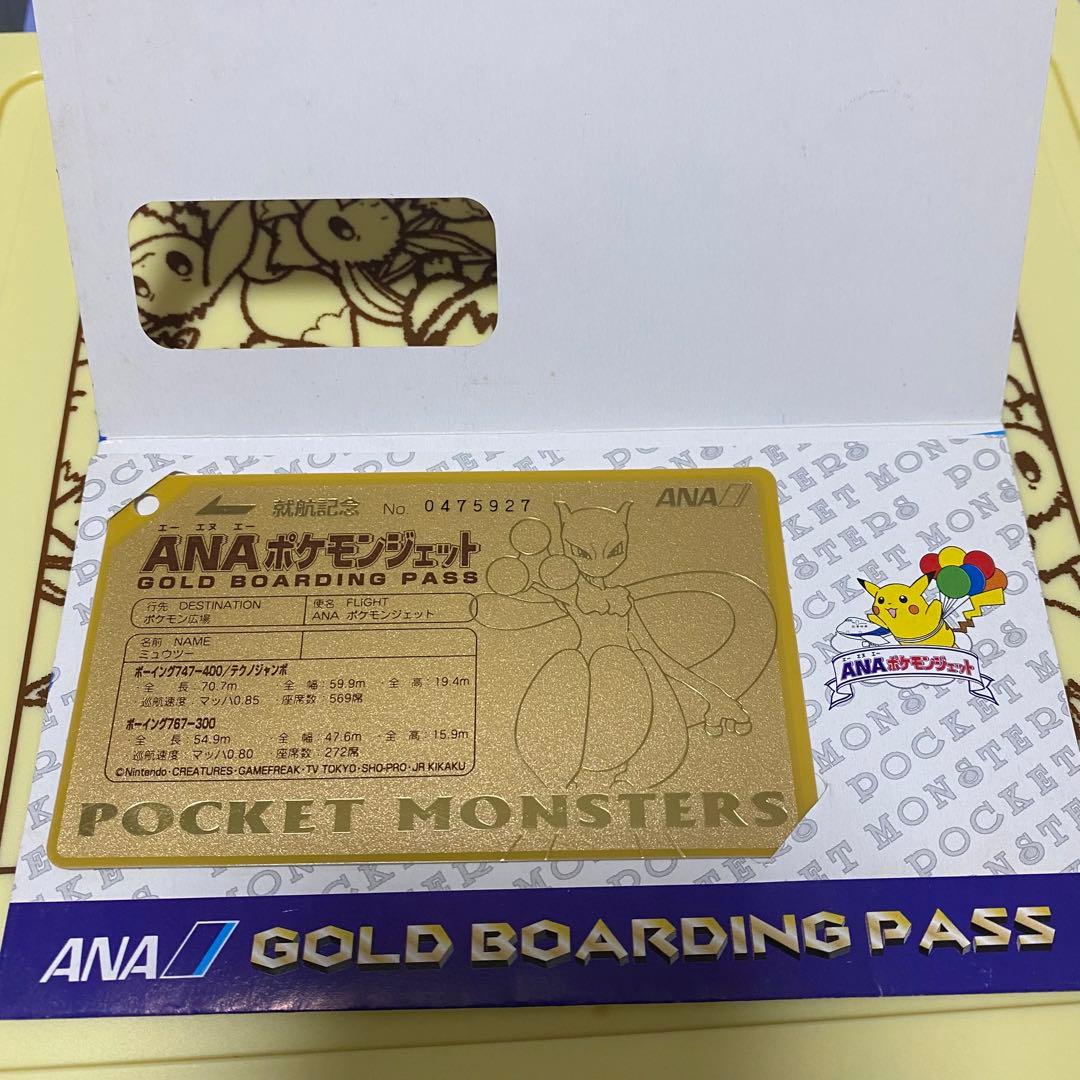 就航記念 No. 0475927 ANA
エー エヌ エー
ANAポケモンジェット
GOLD BOARDING PASS
行先 DESTINATION
ポケモン広場
便名 FLIGHT
ANA ポケモンジェット
名前 NAME
ミュウツー
ボーイング747-400/テクノジャンボ
全 長:70.7m ・全 幅:59.9m ・全 高:19.4m
巡航速度:マッハ0.85 座席数:569席
ボーイング767-300
全 長:54.9m ・全 幅:47.6m ・全 高:15.9m
巡航速度:マッハ0.80 座席数:272席
©Nintendo・CREATURES・GAMEFREAK・TV TOKYO・SHO-PRO・JR KIKAKU
POCKET MONSTERS
エー エヌ エー
ANAポケモンジェット
POCKET MONSTERS
ANA GOLD BOARDING PASS